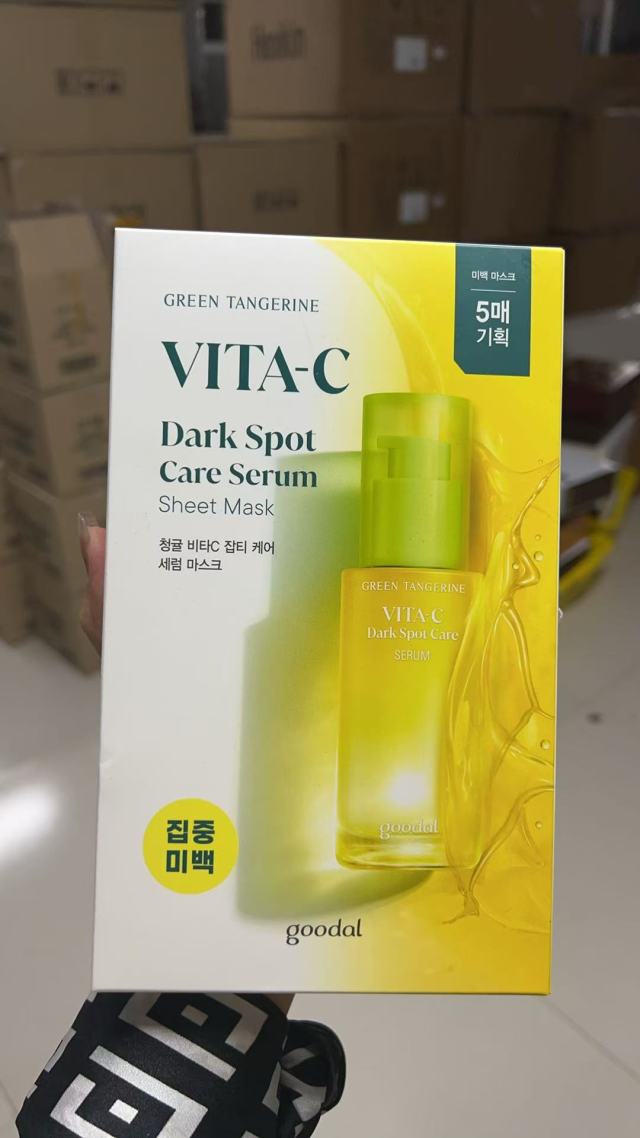 GREEN TANGERINE
VITA-C
Dark Spot
Care Serum
Sheet Mask
청귤 비타C 잡티 케어
세럼 마스크
미백 마스크
5매
기획
GREEN TANGERINE
VITA-C
Dark Spot Care
SERUM
goodal
집중
미백
goodal